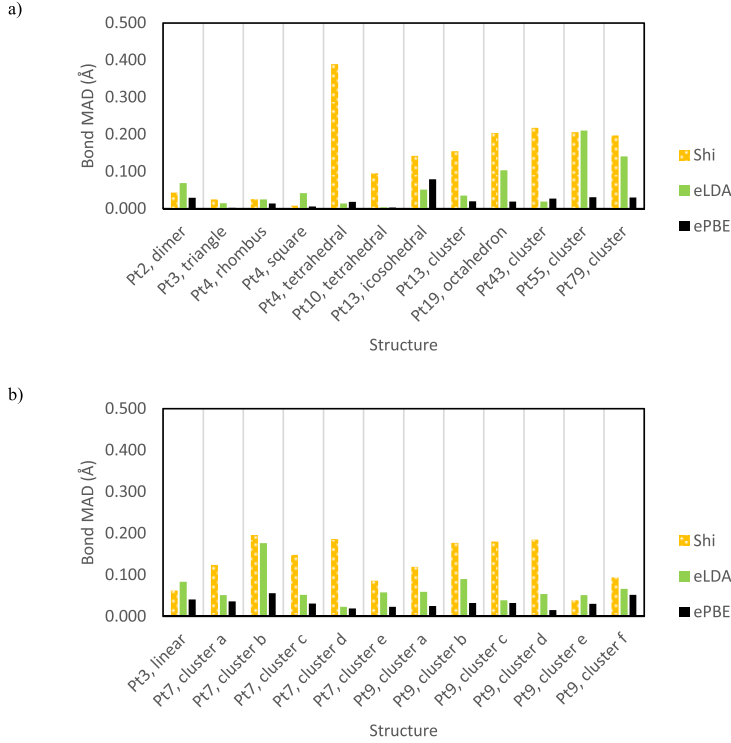 a)
Bond MAD (Å)
0.500
0.400
0.300
0.200
0.100
0.000
Pt2, dimer
Pt3, triangle
Pt4, rhombus
Pt4, square
Pt4, tetrahedral
Pt10, tetrahedral
Pt13, icosohedral
Pt13, cluster
Pt19, octahedron
Pt43, cluster
Pt55, cluster
Pt79, cluster
Structure
Shi
eLDA
ePBE
b)
Bond MAD (Å)
0.500
0.400
0.300
0.200
0.100
0.000
Pt3, linear
Pt7, cluster a
Pt7, cluster b
Pt7, cluster c
Pt7, cluster d
Pt7, cluster e
Pt9, cluster a
Pt9, cluster b
Pt9, cluster c
Pt9, cluster d
Pt9, cluster e
Pt9, cluster f
Structure
Shi
eLDA
ePBE